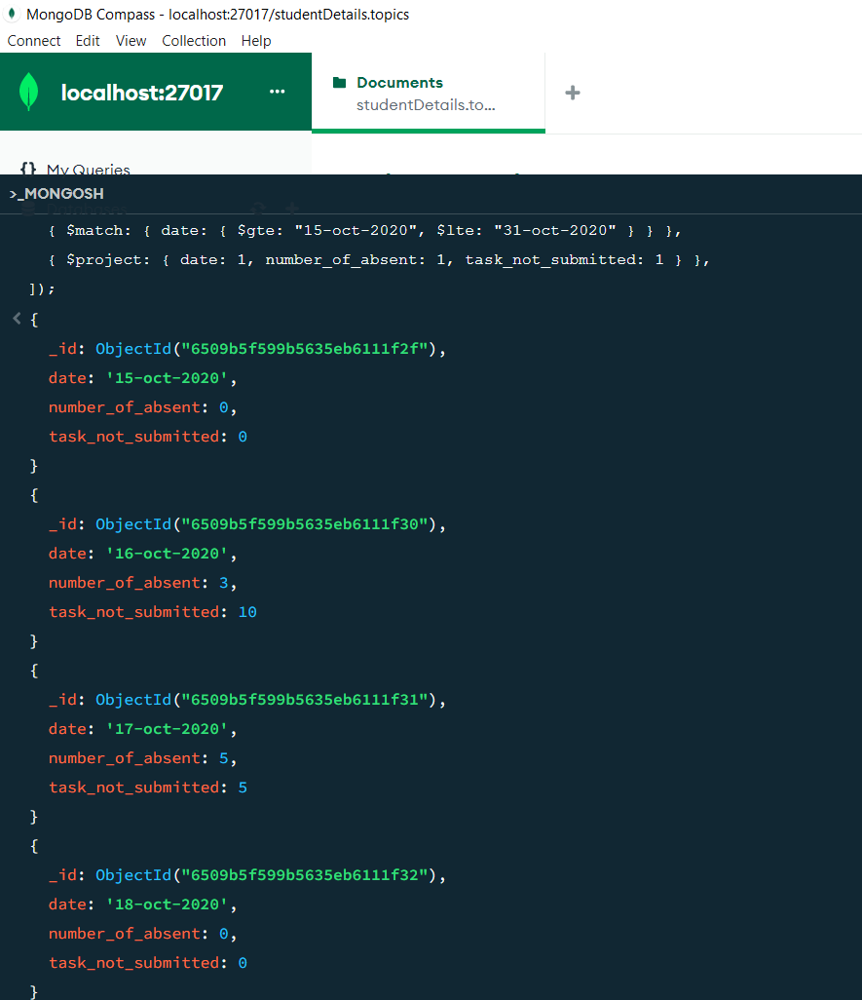 MongoDB Compass - localhost:27017/studentDetails.topics
Connect Edit View Collection Help
localhost:27017 ...
Documents
studentDetails.to...
{} My Queries
>_MONGOSH
{ $match: { date: { $gte: "15-oct-2020", $lte: "31-oct-2020" } } },
{ $project: { date: 1, number_of_absent: 1, task_not_submitted: 1 } },
]);
< {
_id: ObjectId("6509b5f599b5635eb6111f2f"),
date: '15-oct-2020',
number_of_absent: 0,
task_not_submitted: 0
}
{
_id: ObjectId("6509b5f599b5635eb6111f30"),
date: '16-oct-2020',
number_of_absent: 3,
task_not_submitted: 10
}
{
_id: ObjectId("6509b5f599b5635eb6111f31"),
date: '17-oct-2020',
number_of_absent: 5,
task_not_submitted: 5
}
{
_id: ObjectId("6509b5f599b5635eb6111f32"),
date: '18-oct-2020',
number_of_absent: 0,
task_not_submitted: 0
}